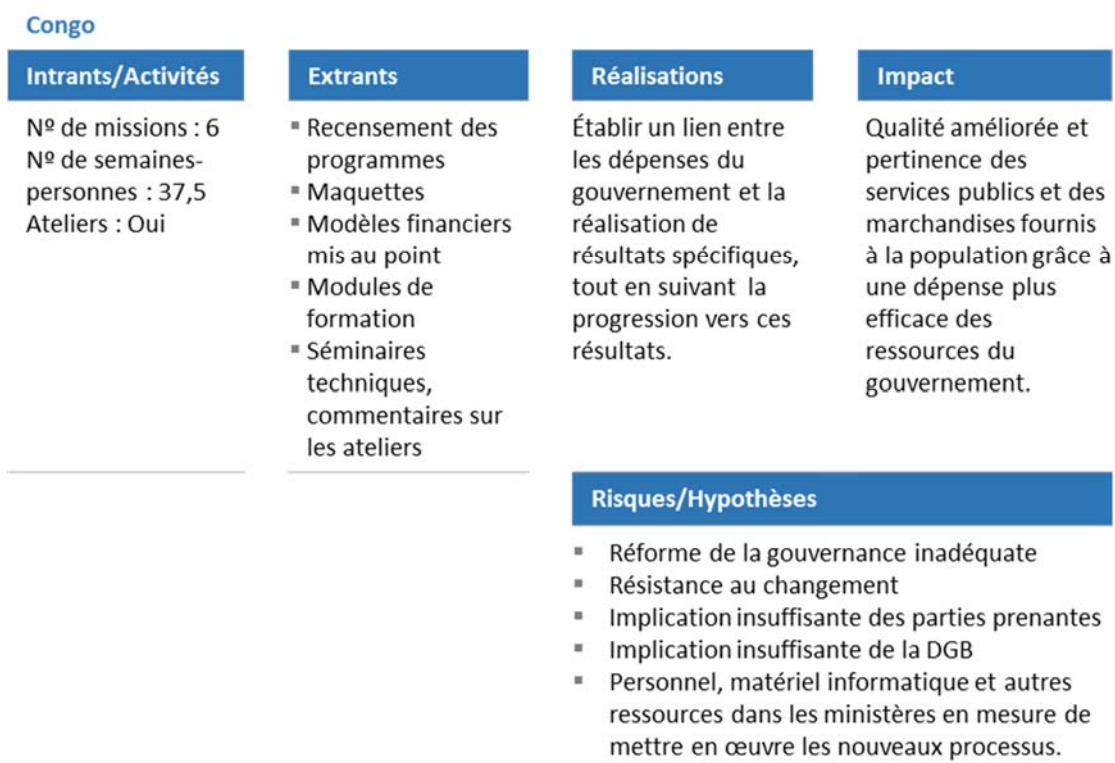 Congo
Intrants/Activités
Nº de missions : 6
Nº de semaines-
personnes : 37,5
Ateliers : Oui
Extrants
▪ Recensement des
programmes
▪ Maquettes
▪ Modèles financiers
mis au point
▪ Modules de
formation
▪ Séminaires
techniques,
commentaires sur
les ateliers
Réalisations
Établir un lien entre
les dépenses du
gouvernement et la
réalisation de
résultats spécifiques,
tout en suivant la
progression vers ces
résultats.
Impact
Qualité améliorée et
pertinence des
services publics et des
marchandises fournis
à la population grâce à
une dépense plus
efficace des
ressources du
gouvernement.
Risques/Hypothèses
▪ Réforme de la gouvernance inadéquate
▪ Résistance au changement
▪ Implication insuffisante des parties prenantes
▪ Implication insuffisante de la DGB
▪ Personnel, matériel informatique et autres
ressources dans les ministères en mesure de
mettre en œuvre les nouveaux processus.